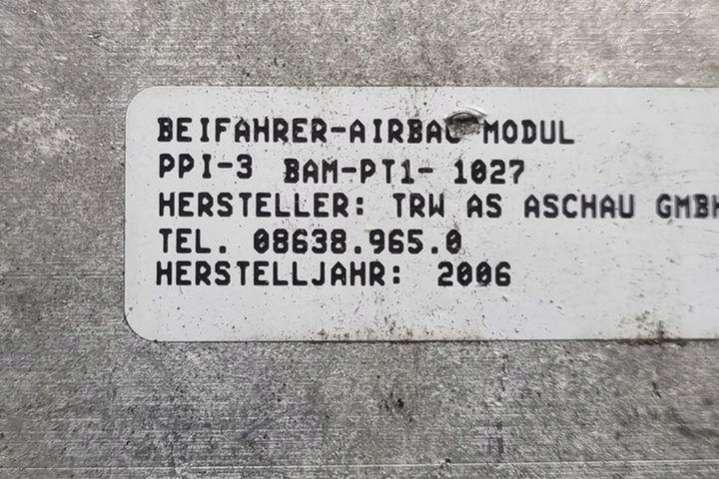 BEIFAHRER-AIRBAG MODUL
PPI-3 BAM-PT1- 1027
HERSTELLER: TRW AS ASCHAU GMBH
TEL. 08638.965.0
HERSTELLJAHR: 2006